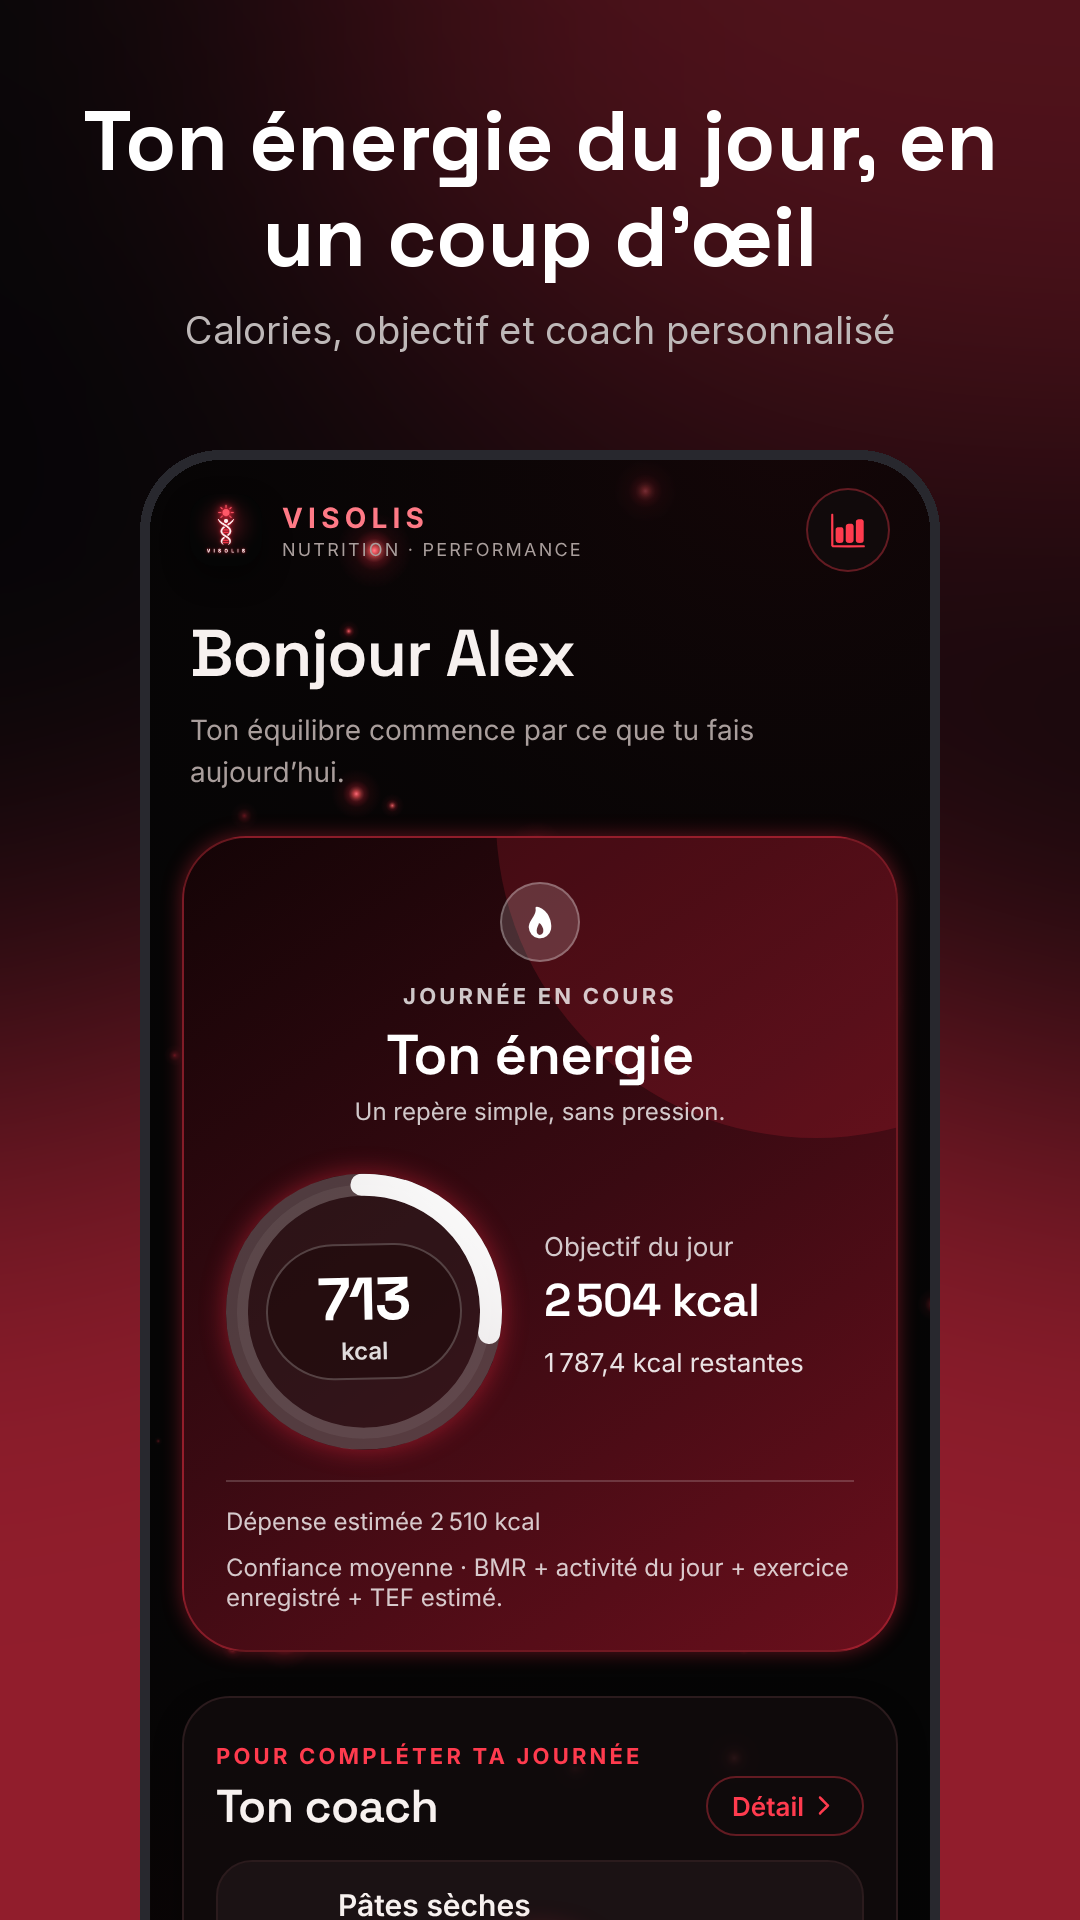 Ton énergie du jour, en
un coup d’œil
Calories, objectif et coach personnalisé
VISOLIS
VISOLIS
NUTRITION · PERFORMANCE
Bonjour Alex
Ton équilibre commence par ce que tu fais
aujourd’hui.
JOURNÉE EN COURS
Ton énergie
Un repère simple, sans pression.
713
kcal
Objectif du jour
2 504 kcal
1 787,4 kcal restantes
Dépense estimée 2 510 kcal
Confiance moyenne · BMR + activité du jour + exercice
enregistré + TEF estimé.
POUR COMPLÉTER TA JOURNÉE
Ton coach
Détail
Pâtes sèches